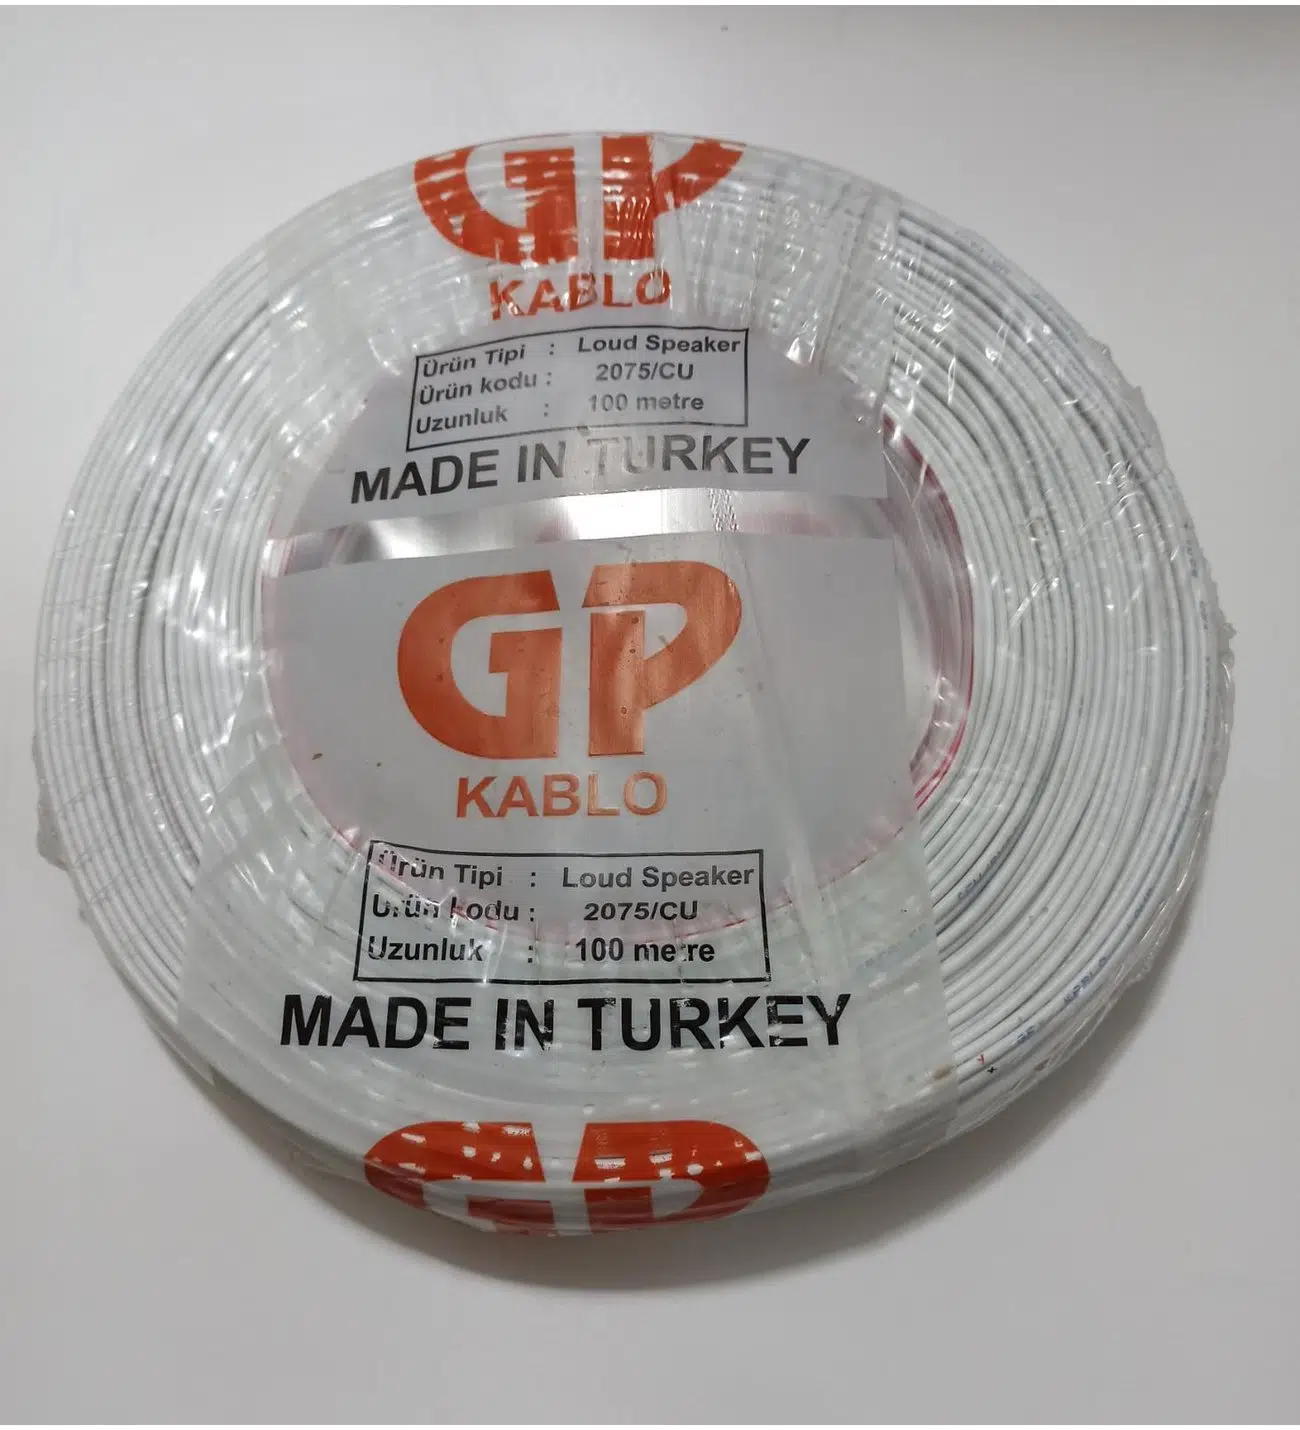 GP
KABLO
Ürün Tipi : Loud Speaker
Ürün kodu : 2075/CU
Uzunluk : 100 metre
MADE IN TURKEY
GP
KABLO
Ürün Tipi : Loud Speaker
Ürün kodu : 2075/CU
Uzunluk : 100 metre
MADE IN TURKEY
GP